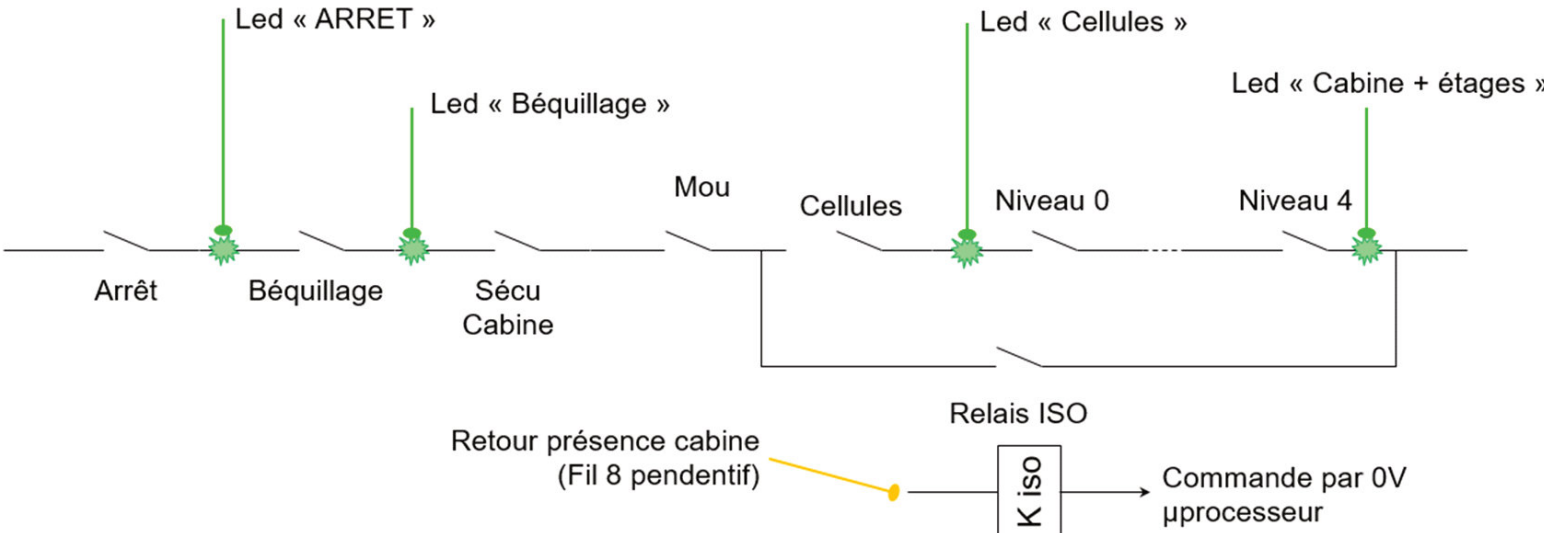 Led « ARRET »
Led « Cellules »
Led « Cabine + étages »
Led « Béquillage »
Mou
Cellules
Niveau 0
Niveau 4
Arrêt
Béquillage
Sécu
Cabine
Relais ISO
Retour présence cabine
(Fil 8 pendentif)
K iso
Commande par 0V
µprocesseur